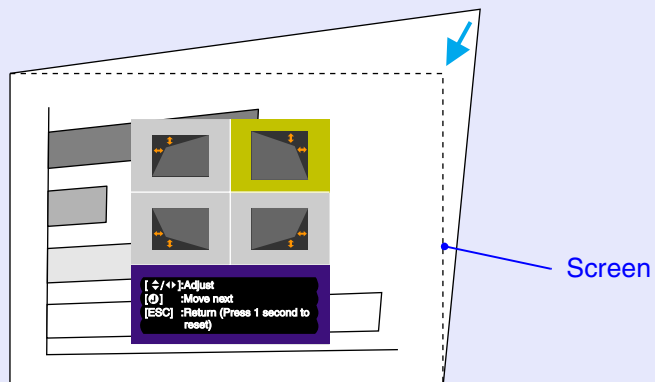 Screen
[ /  ]:Adjust
[ ] :Move next
[ESC] :Return (Press 1 second to
reset)